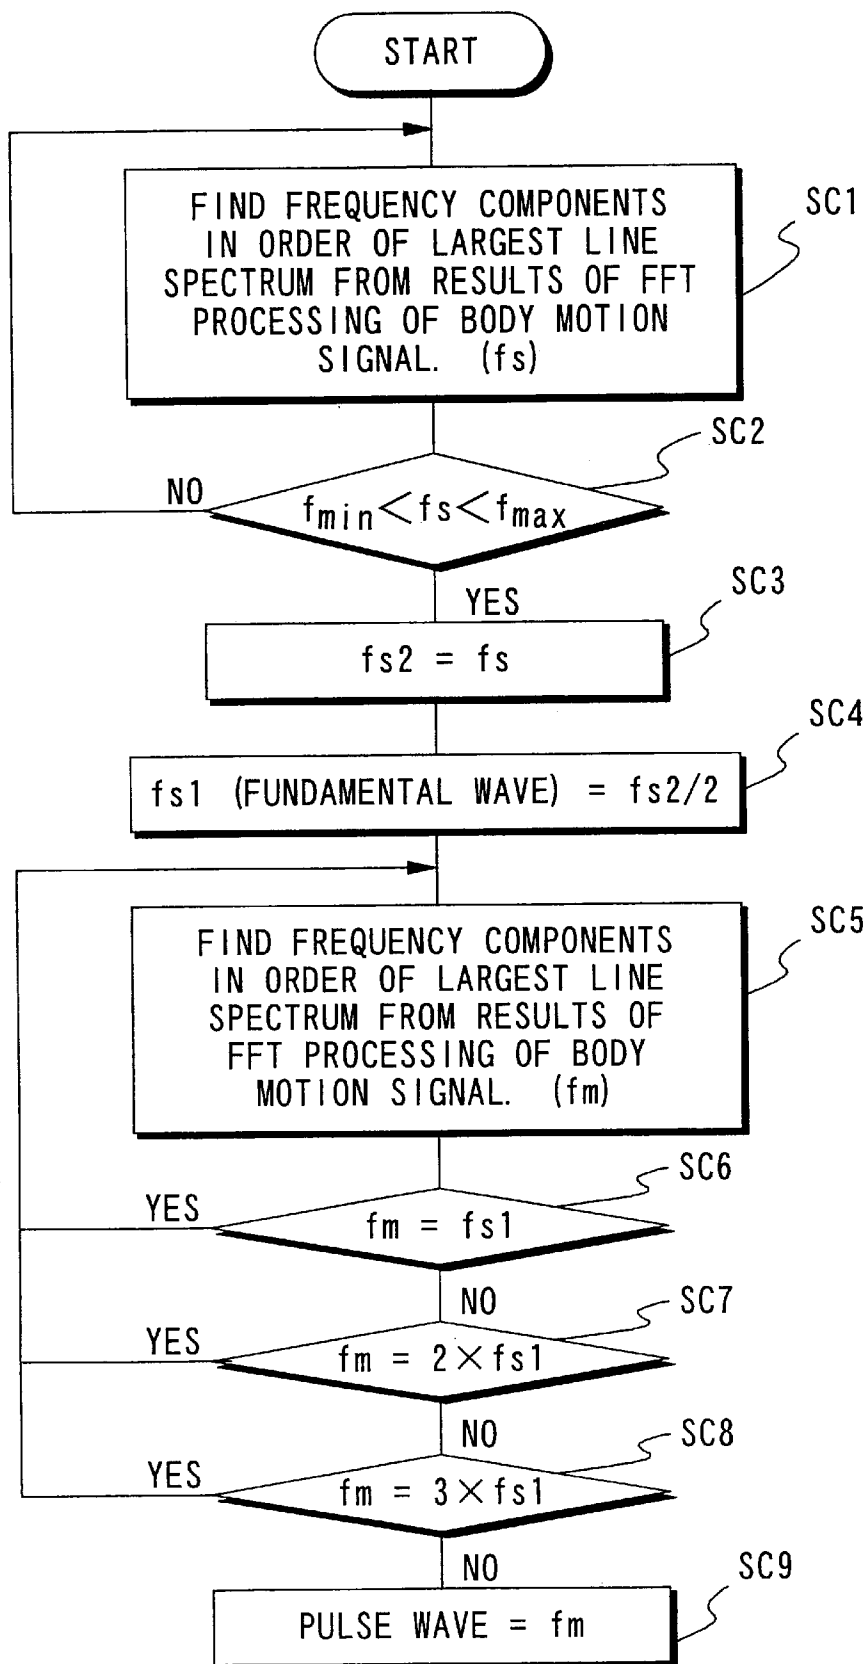 START
FIND FREQUENCY COMPONENTS
IN ORDER OF LARGEST LINE
SPECTRUM FROM RESULTS OF FFT
PROCESSING OF BODY MOTION
SIGNAL. (fs)
SC1
SC2
NO
fmin<fs<fmax
YES
SC3
fs2 = fs
SC4
fs1 (FUNDAMENTAL WAVE) = fs2/2
SC5
FIND FREQUENCY COMPONENTS
IN ORDER OF LARGEST LINE
SPECTRUM FROM RESULTS OF
FFT PROCESSING OF BODY
MOTION SIGNAL. (fm)
SC6
YES
fm = fs1
NO
SC7
YES
fm = 2×fs1
NO
SC8
YES
fm = 3×fs1
NO
SC9
PULSE WAVE = fm